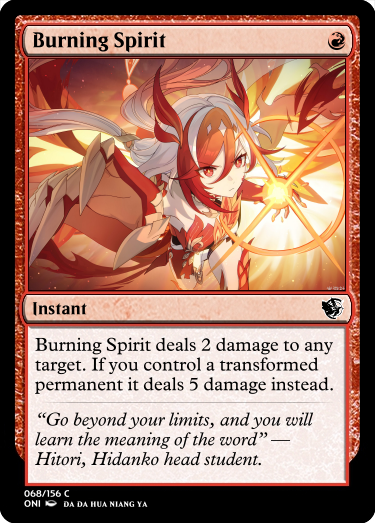 Burning Spirit
Instant
Burning Spirit deals 2 damage to any
target. If you control a transformed
permanent it deals 5 damage instead.
“Go beyond your limits, and you will
learn the meaning of the word” —
Hitori, Hidanko head student.
068/156 C
ONI DA DA HUA NIANG YA